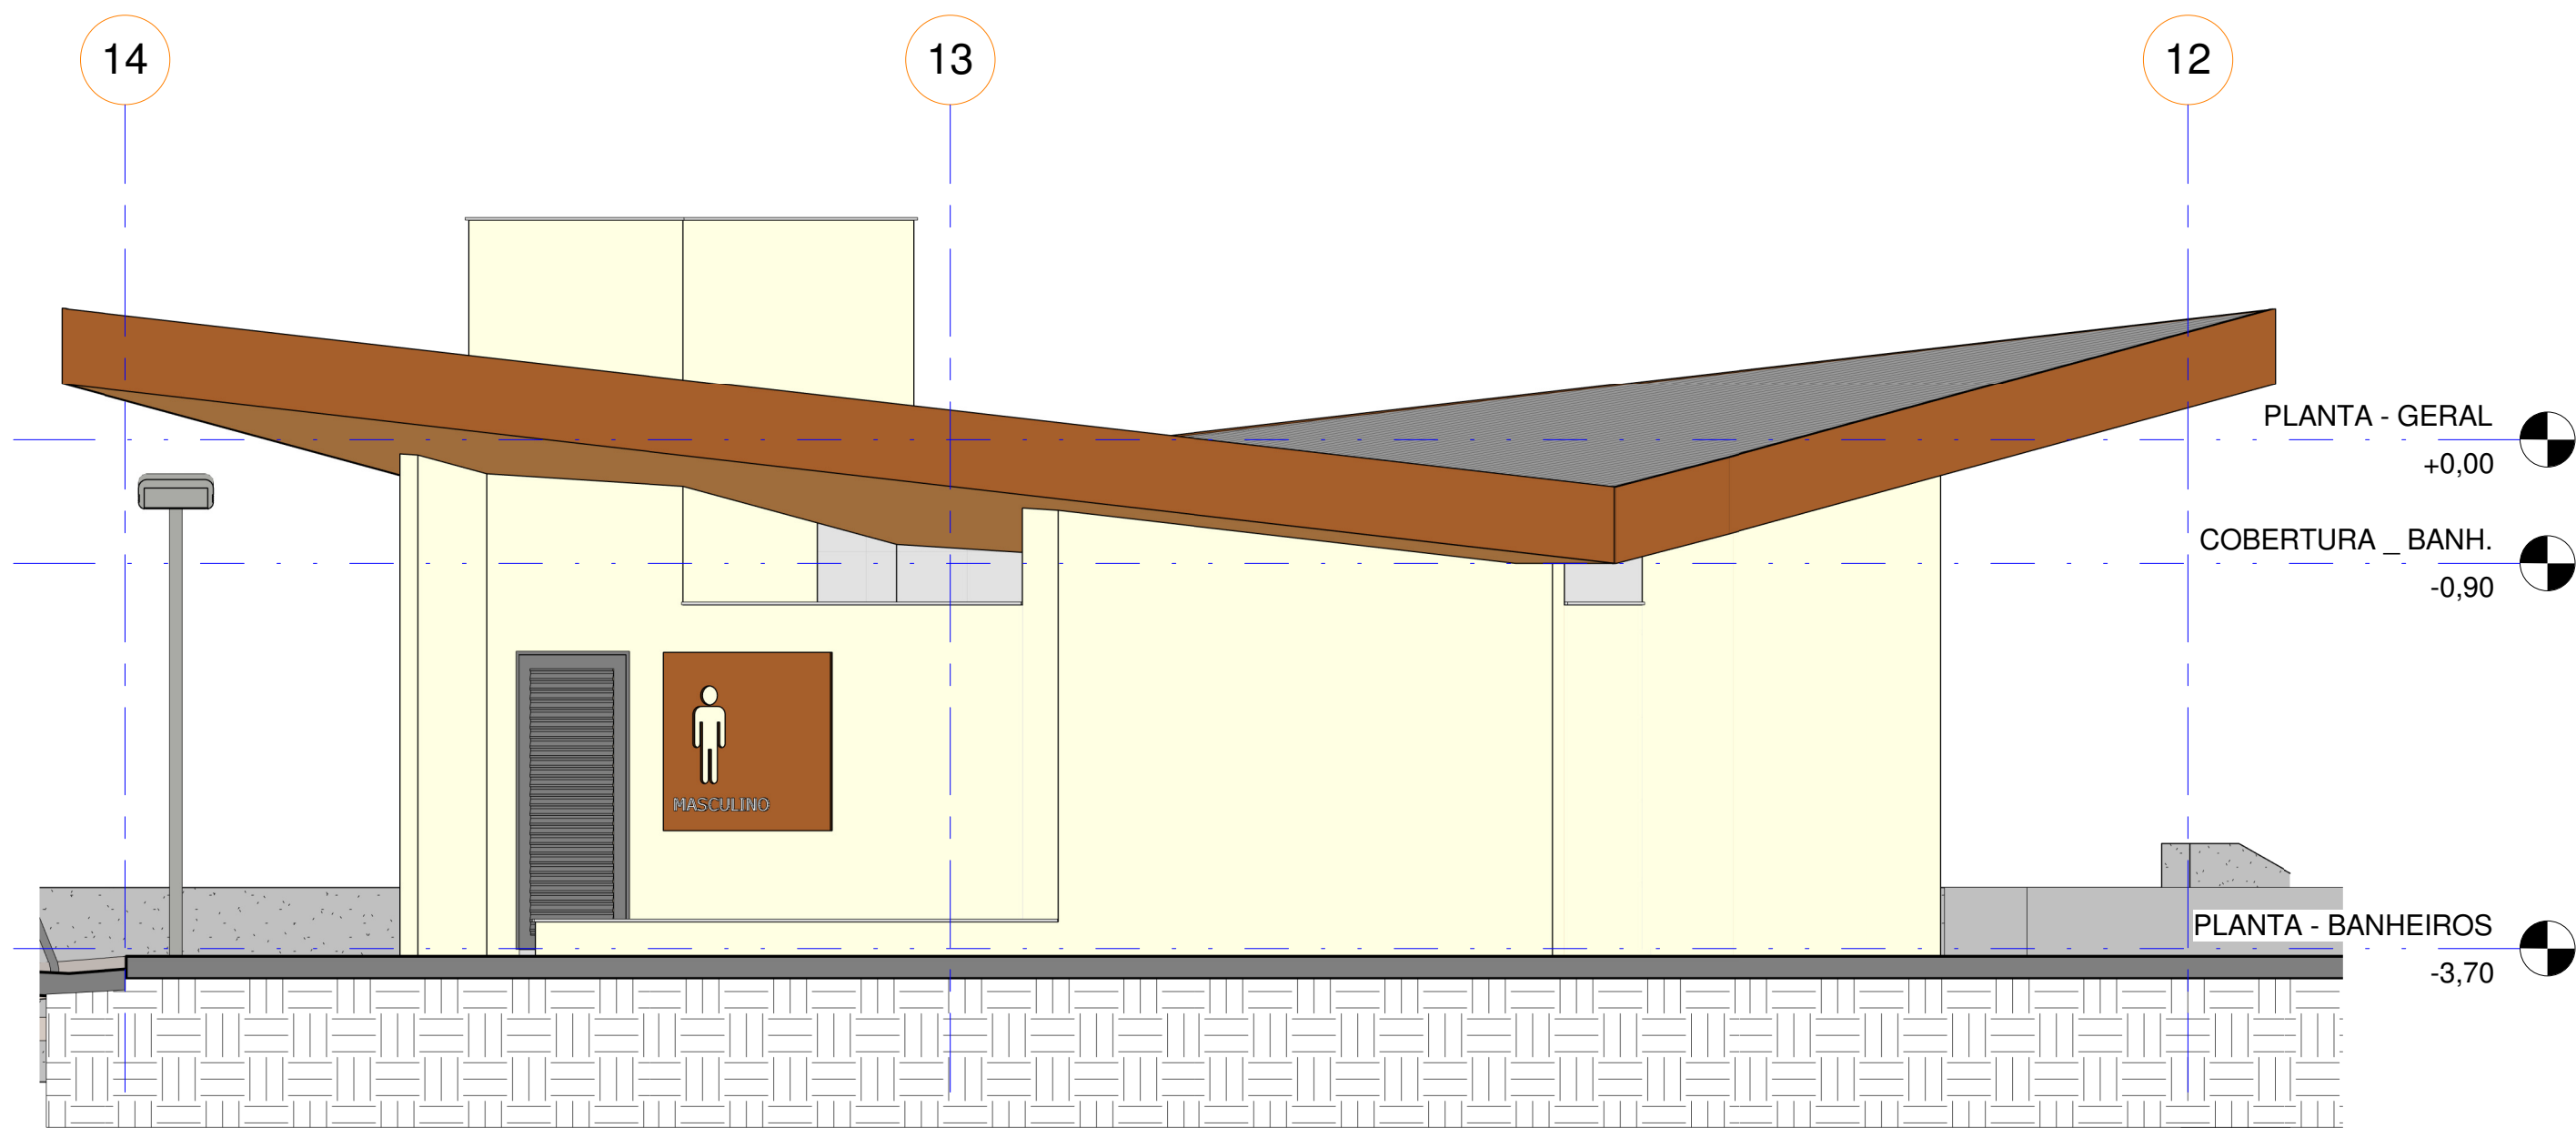 14
13
12
PLANTA - GERAL
+0,00
COBERTURA _ BANH.
-0,90
MASCULINO
PLANTA - BANHEIROS
-3,70